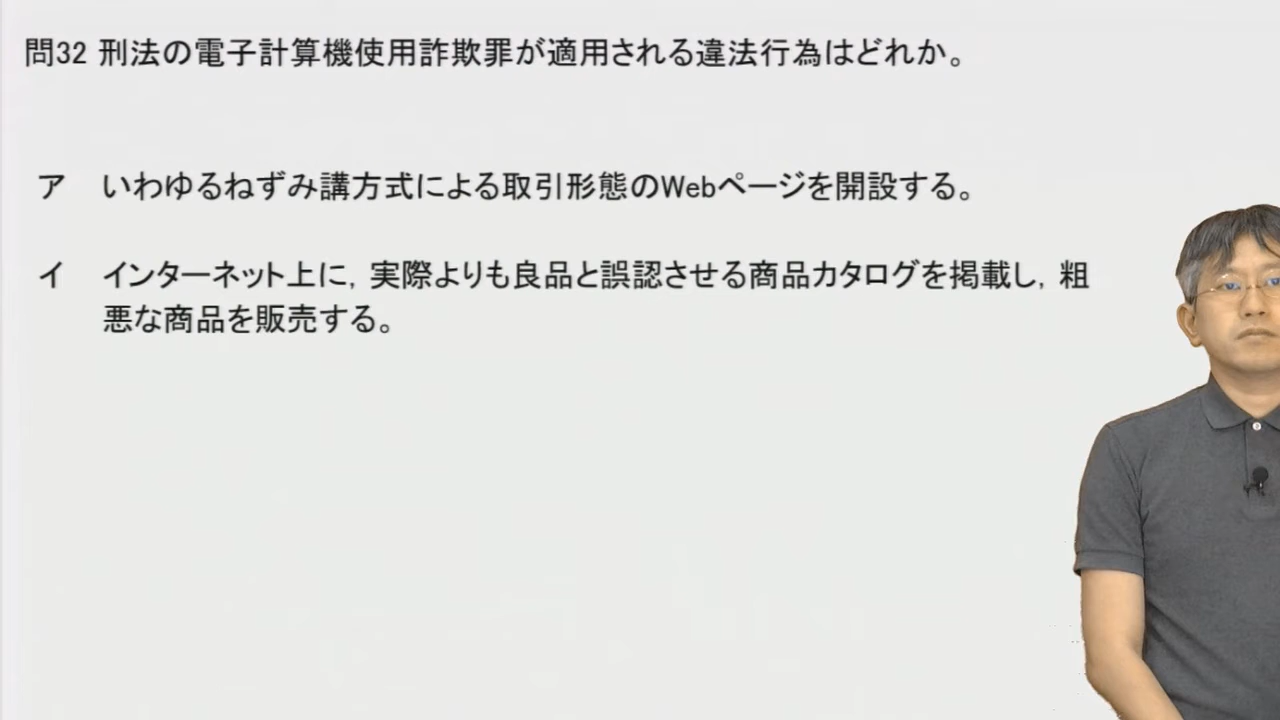 問32 刑法の電子計算機使用詐欺罪が適用される違法行為はどれか。
ア いわゆるねずみ講方式による取引形態のWebページを開設する。
イ インターネット上に，実際よりも良品と誤認させる商品カタログを掲載し，粗
悪な商品を販売する。